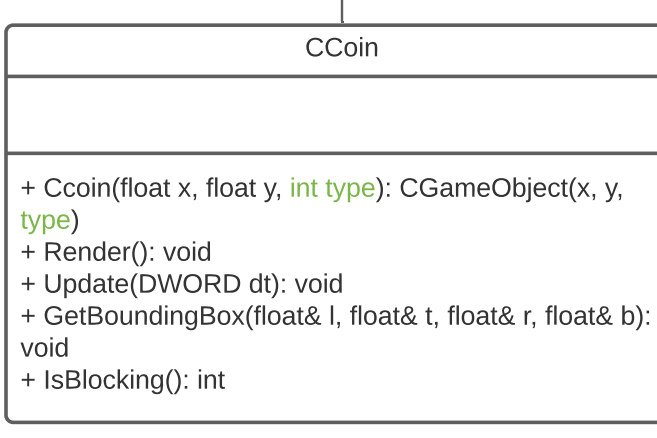 CCoin
+ Ccoin(float x, float y, int type): CGameObject(x, y,
type)
+ Render(): void
+ Update(DWORD dt): void
+ GetBoundingBox(float& l, float& t, float& r, float& b):
void
+ IsBlocking(): int